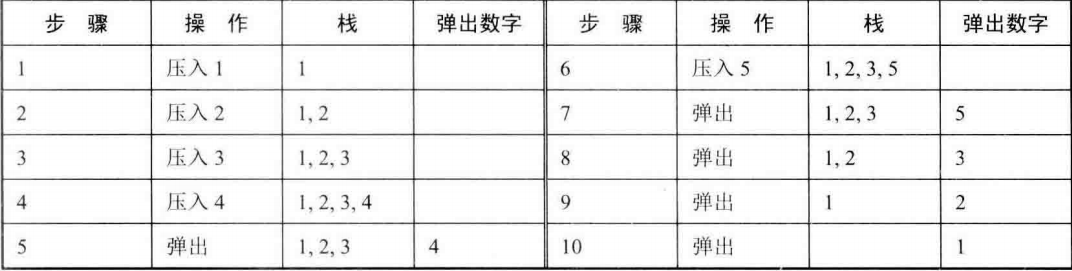 步 骤 操 作 栈 弹出数字 步 骤 操 作 栈 弹出数字
1 压入 1 1 6 压入 5 1, 2, 3, 5
2 压入 2 1, 2 7 弹出 1, 2, 3 5
3 压入 3 1, 2, 3 8 弹出 1, 2 3
4 压入 4 1, 2, 3, 4 9 弹出 1 2
5 弹出 1, 2, 3 4 10 弹出 1